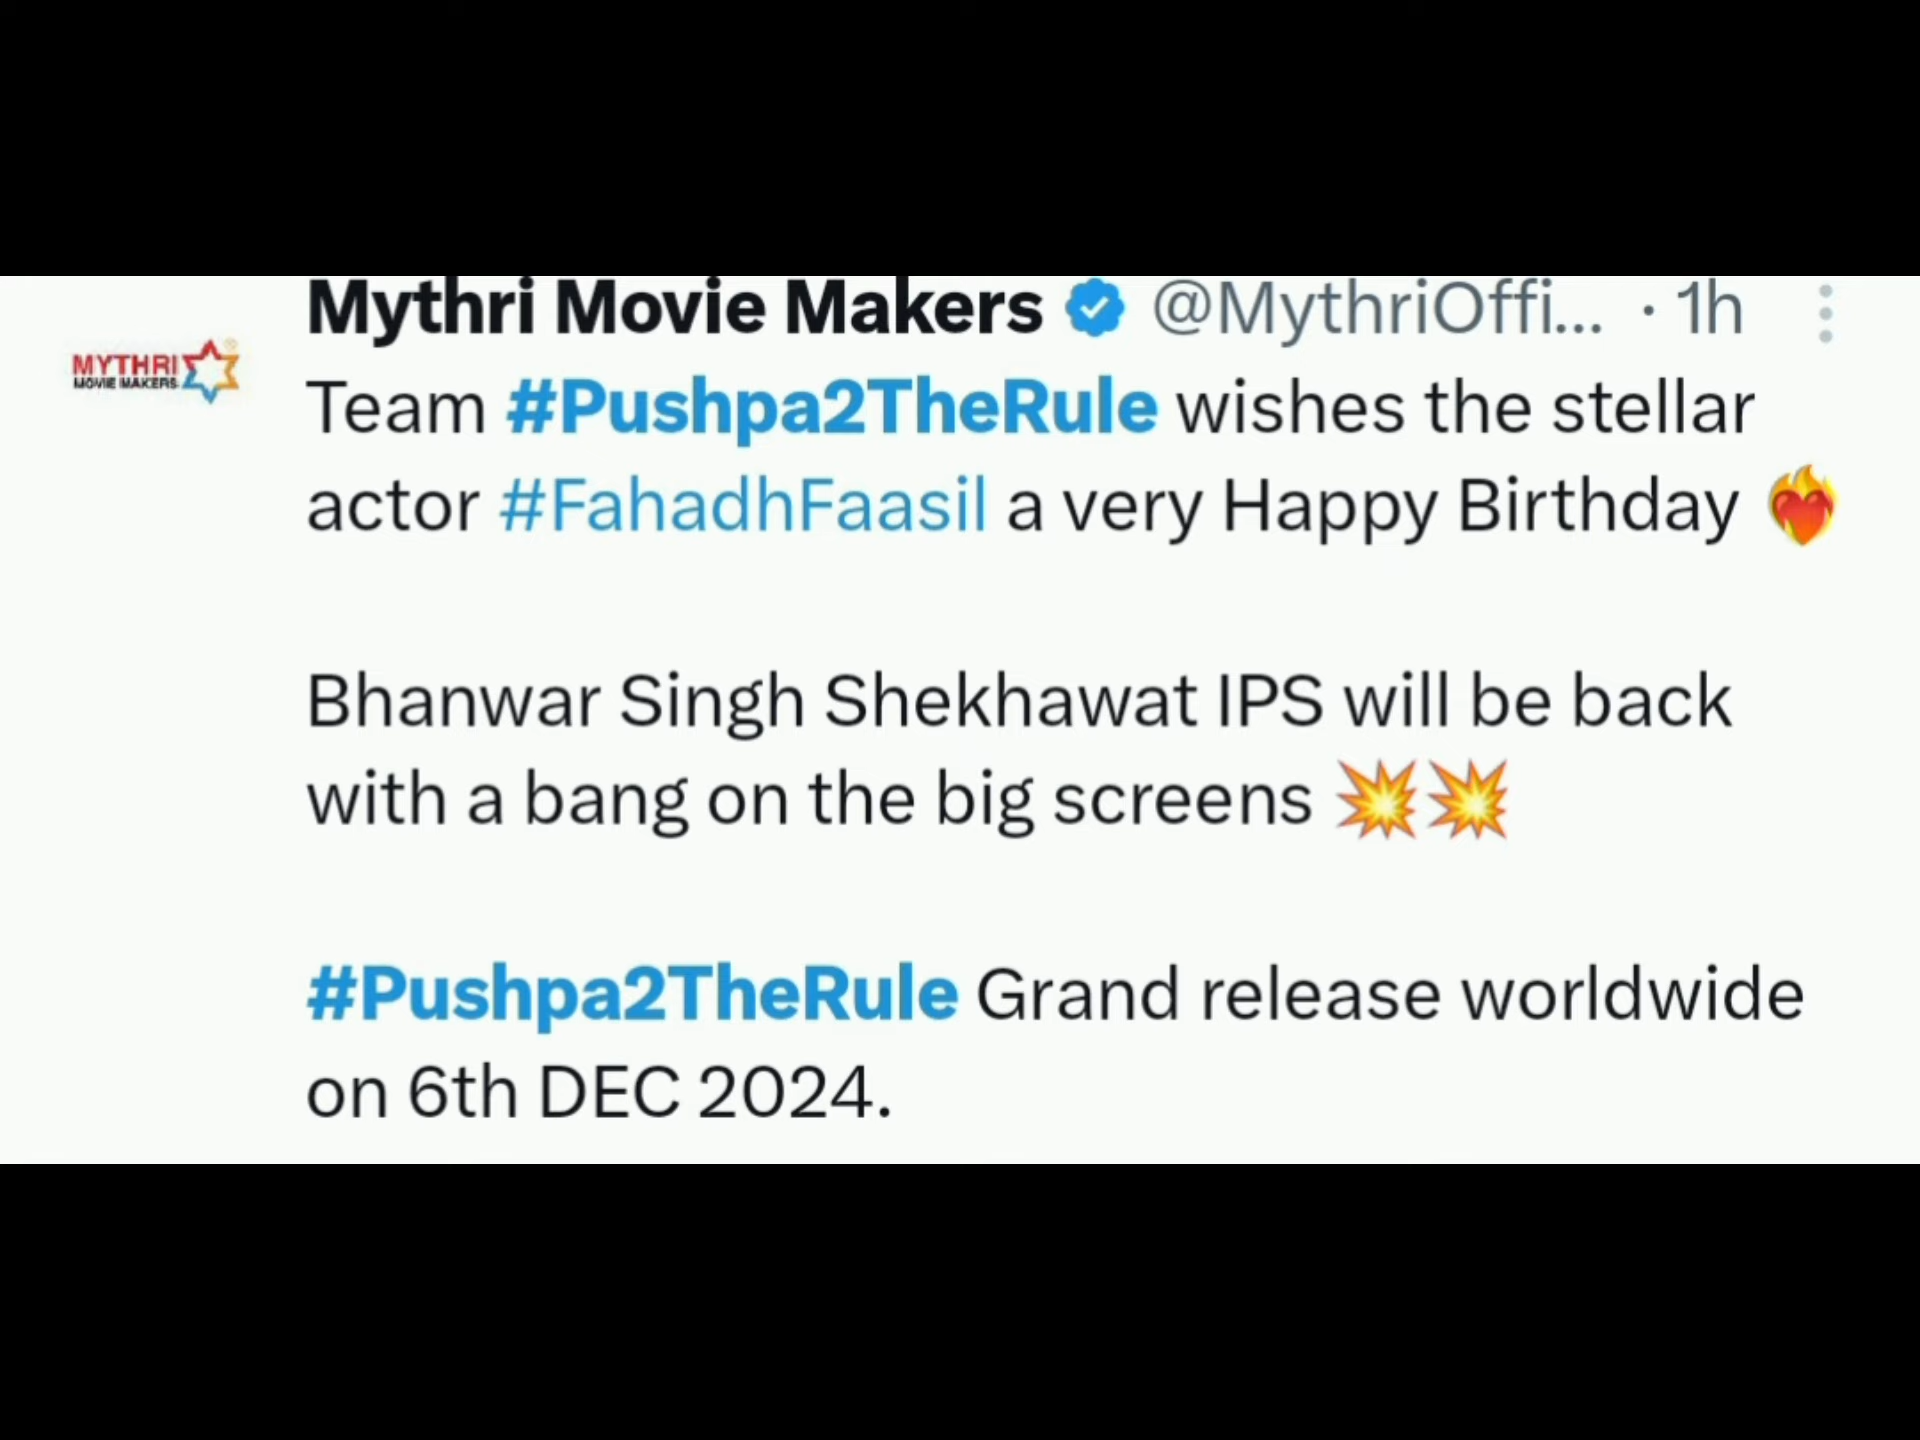 Mythri Movie Makers @MythriOffi... · 1h
MYTHRI
MOVIE MAKERS
Team #Pushpa2TheRule wishes the stellar
actor #FahadhFaasil a very Happy Birthday ❤️‍🔥
Bhanwar Singh Shekhawat IPS will be back
with a bang on the big screens 💥💥
#Pushpa2TheRule Grand release worldwide
on 6th DEC 2024.